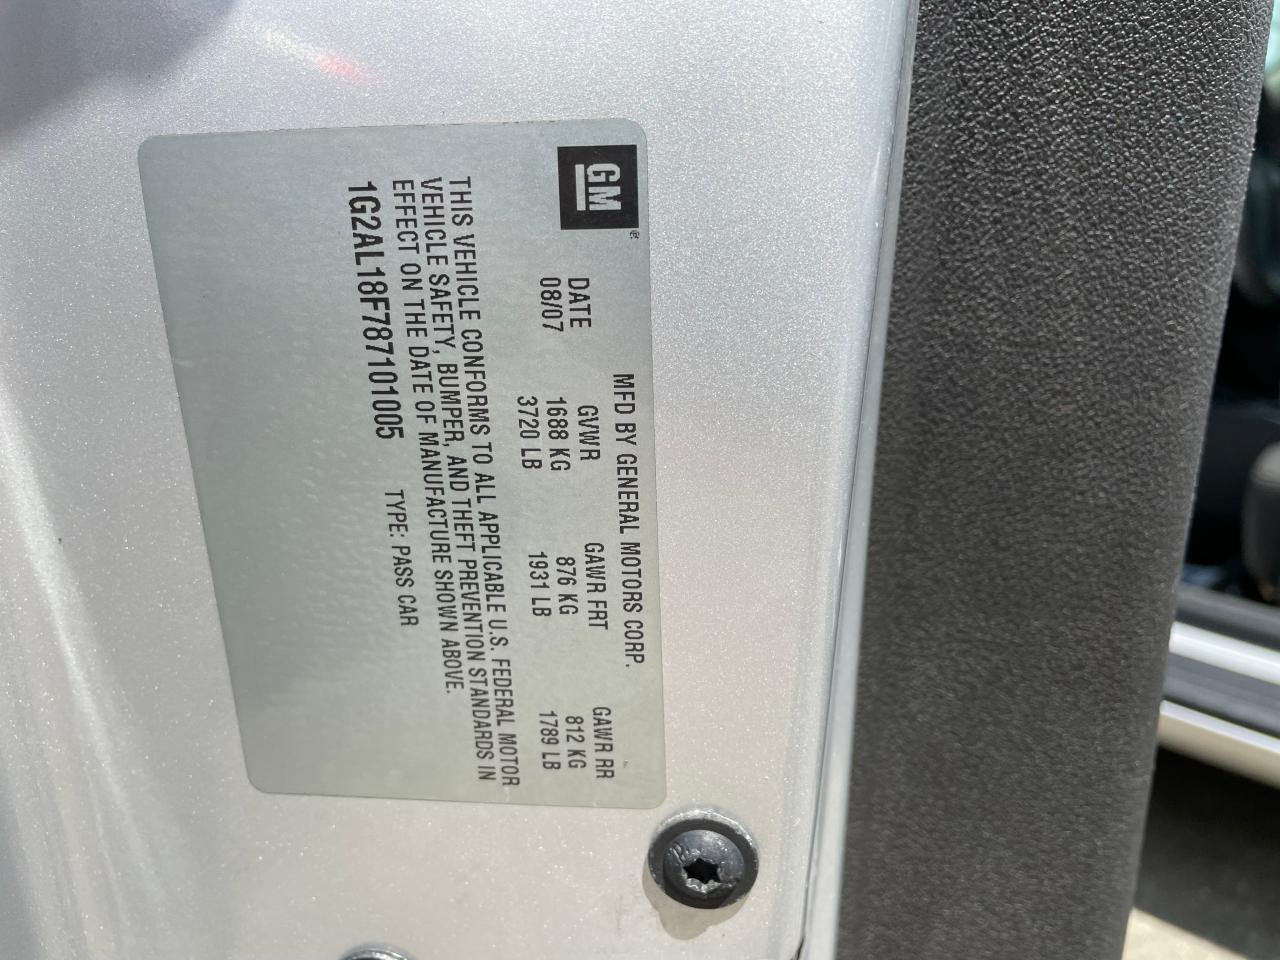 GM®
MFD BY GENERAL MOTORS CORP.
DATE GVWR GAWR FRT GAWR RR
08/07 1688 KG 876 KG 812 KG
3720 LB 1931 LB 1789 LB
THIS VEHICLE CONFORMS TO ALL APPLICABLE U.S. FEDERAL MOTOR
VEHICLE SAFETY, BUMPER, AND THEFT PREVENTION STANDARDS IN
EFFECT ON THE DATE OF MANUFACTURE SHOWN ABOVE.
1G2AL18F787101005 TYPE: PASS CAR